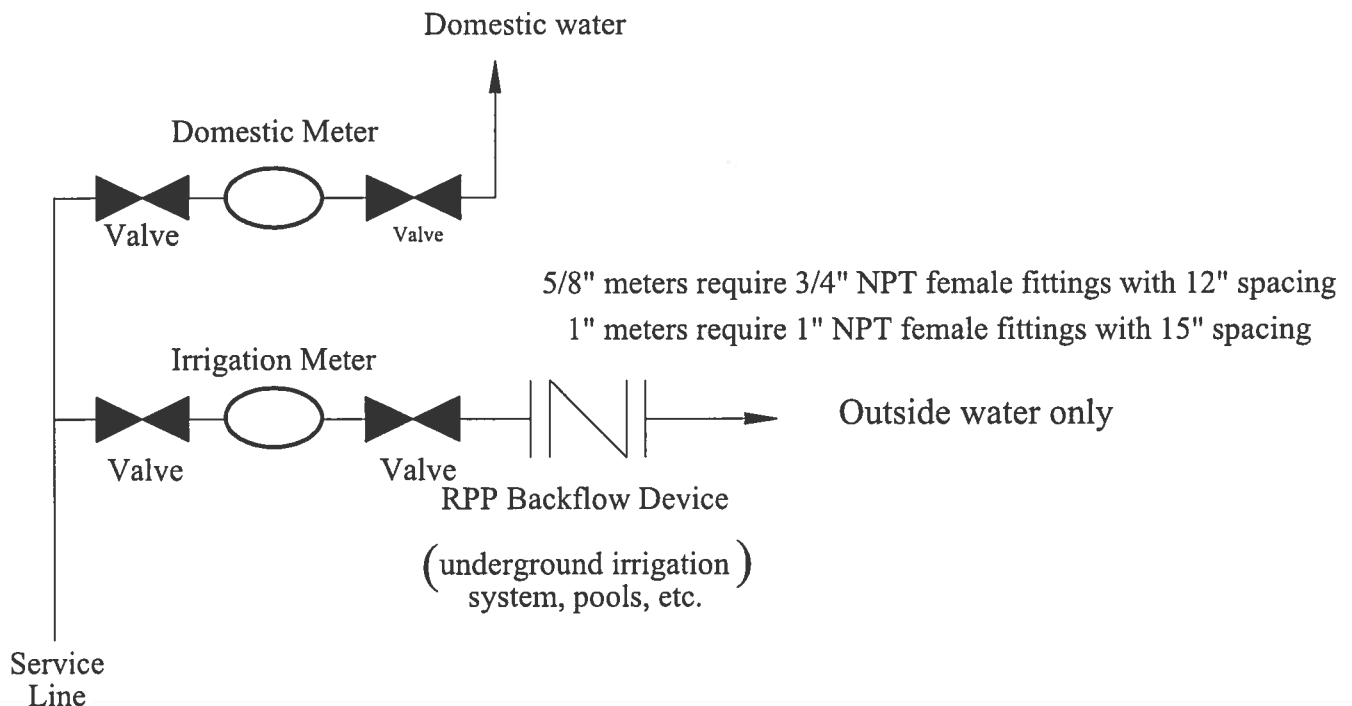 Domestic water
Domestic Meter
Valve
Valve
5/8" meters require 3/4" NPT female fittings with 12" spacing
1" meters require 1" NPT female fittings with 15" spacing
Irrigation Meter
Outside water only
Valve
Valve
RPP Backflow Device
(underground irrigation
system, pools, etc.)
Service
Line